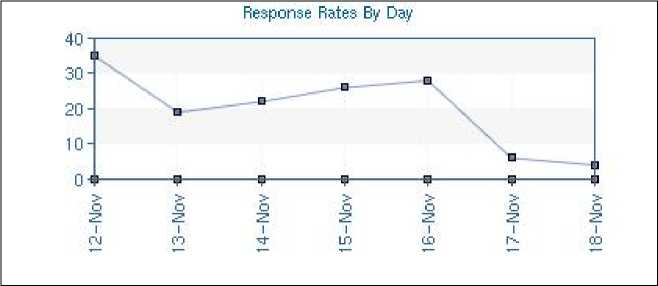 Response Rates By Day
40
30
20
10
0
12-Nov
13-Nov
14-Nov
15-Nov
16-Nov
17-Nov
18-Nov